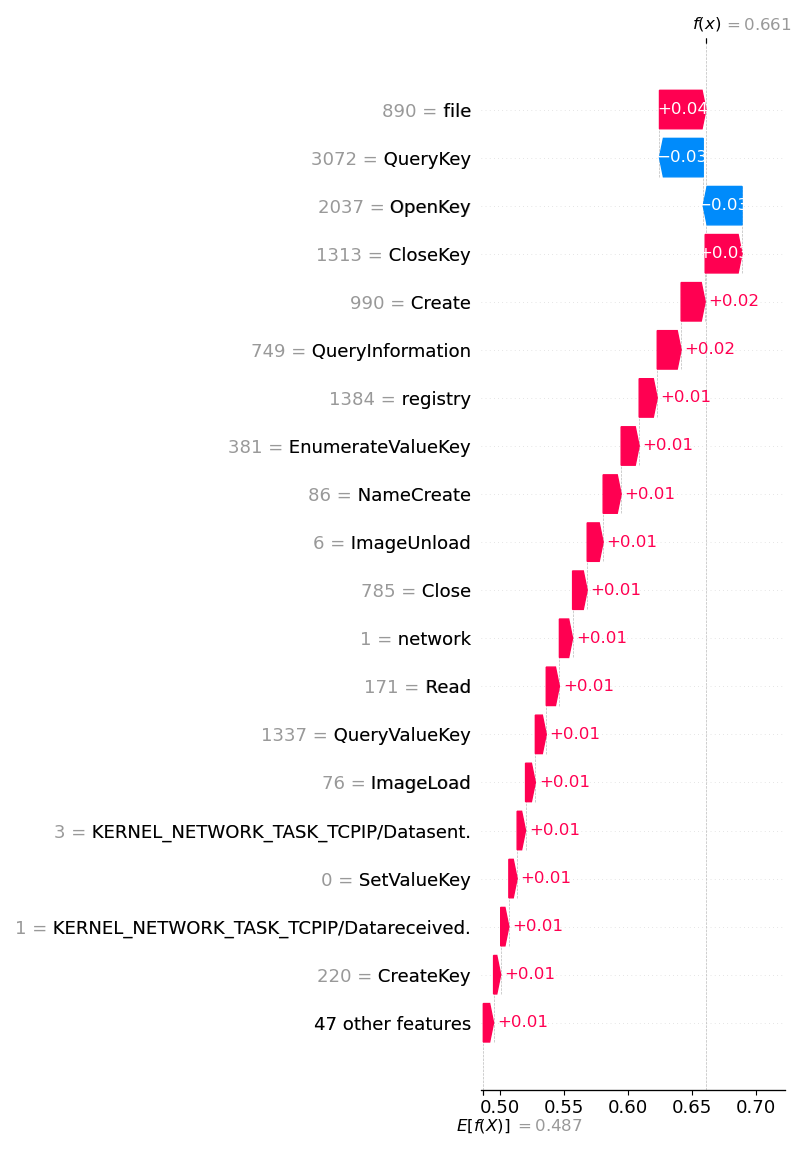 f(x) = 0.661
890 = file +0.04
3072 = QueryKey −0.03
2037 = OpenKey −0.03
1313 = CloseKey +0.03
990 = Create +0.02
749 = QueryInformation +0.02
1384 = registry +0.01
381 = EnumerateValueKey +0.01
86 = NameCreate +0.01
6 = ImageUnload +0.01
785 = Close +0.01
1 = network +0.01
171 = Read +0.01
1337 = QueryValueKey +0.01
76 = ImageLoad +0.01
3 = KERNEL_NETWORK_TASK_TCPIP/Datasent. +0.01
0 = SetValueKey +0.01
1 = KERNEL_NETWORK_TASK_TCPIP/Datareceived. +0.01
220 = CreateKey +0.01
47 other features +0.01
0.50 0.55 0.60 0.65 0.70
E[f(X)] = 0.487